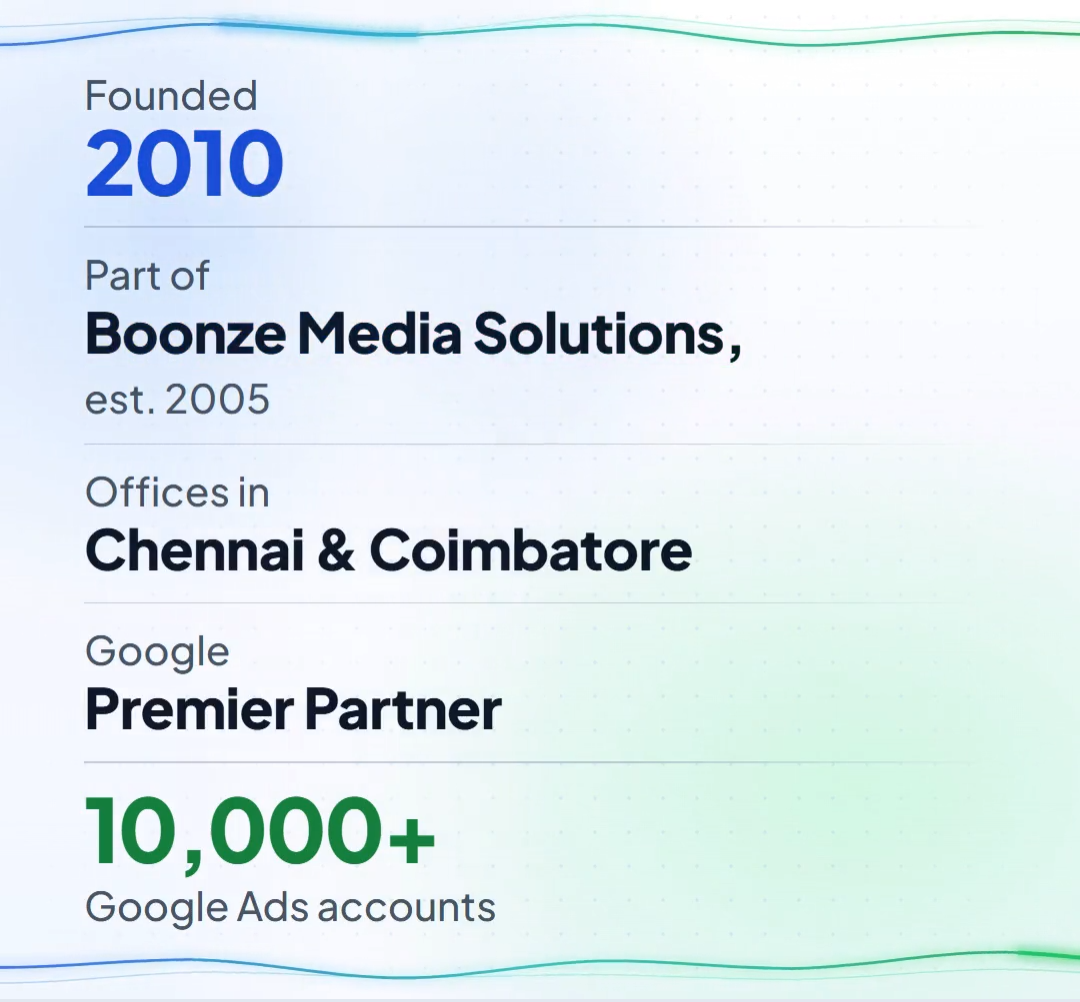 Founded
2010
Part of
Boonze Media Solutions,
est. 2005
Offices in
Chennai & Coimbatore
Google
Premier Partner
10,000+
Google Ads accounts